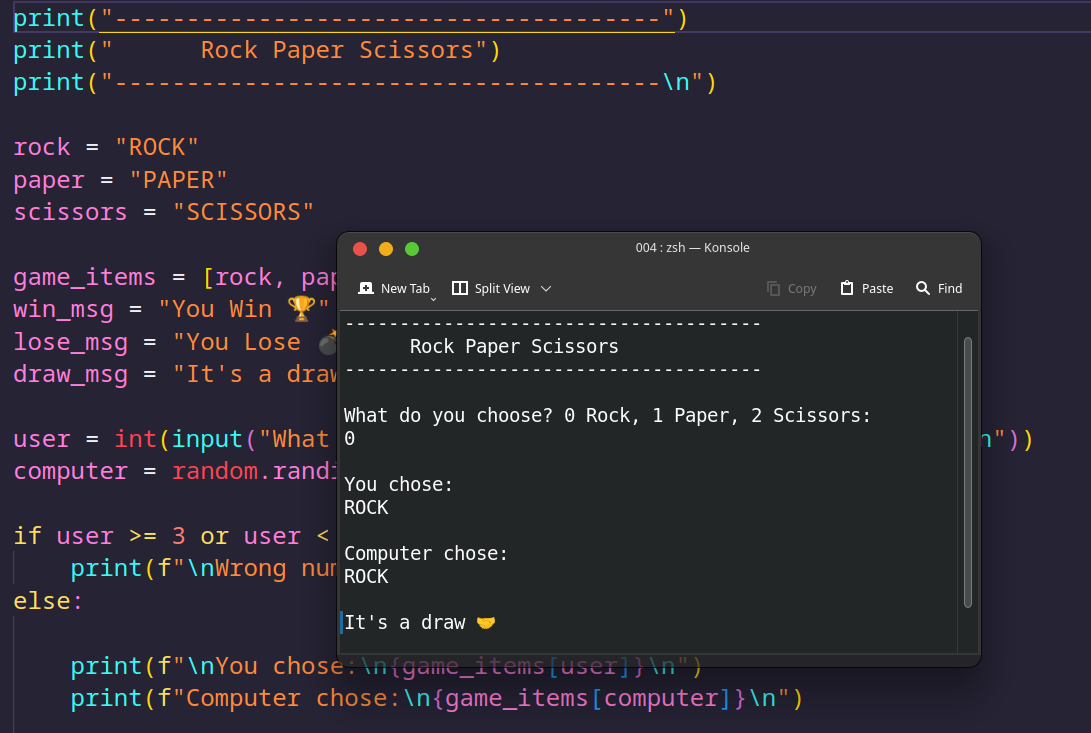 print("--------------------------------------")
print("      Rock Paper Scissors")
print("--------------------------------------\n")
rock = "ROCK"
paper = "PAPER"
scissors = "SCISSORS"
game_items = [rock, pap
win_msg = "You Win 🏆"
lose_msg = "You Lose 💣
draw_msg = "It's a draw
user = int(input("What
n"))
computer = random.randi
if user >= 3 or user <
    print(f"\nWrong num
else:
    print(f"\nYou chose:\n{game_items[user]}\n")
    print(f"Computer chose:\n{game_items[computer]}\n")
004 : zsh — Konsole
New Tab
Split View
Copy
Paste
Find
--------------------------------------
      Rock Paper Scissors
--------------------------------------
What do you choose? 0 Rock, 1 Paper, 2 Scissors:
0
You chose:
ROCK
Computer chose:
ROCK
It's a draw 🤝